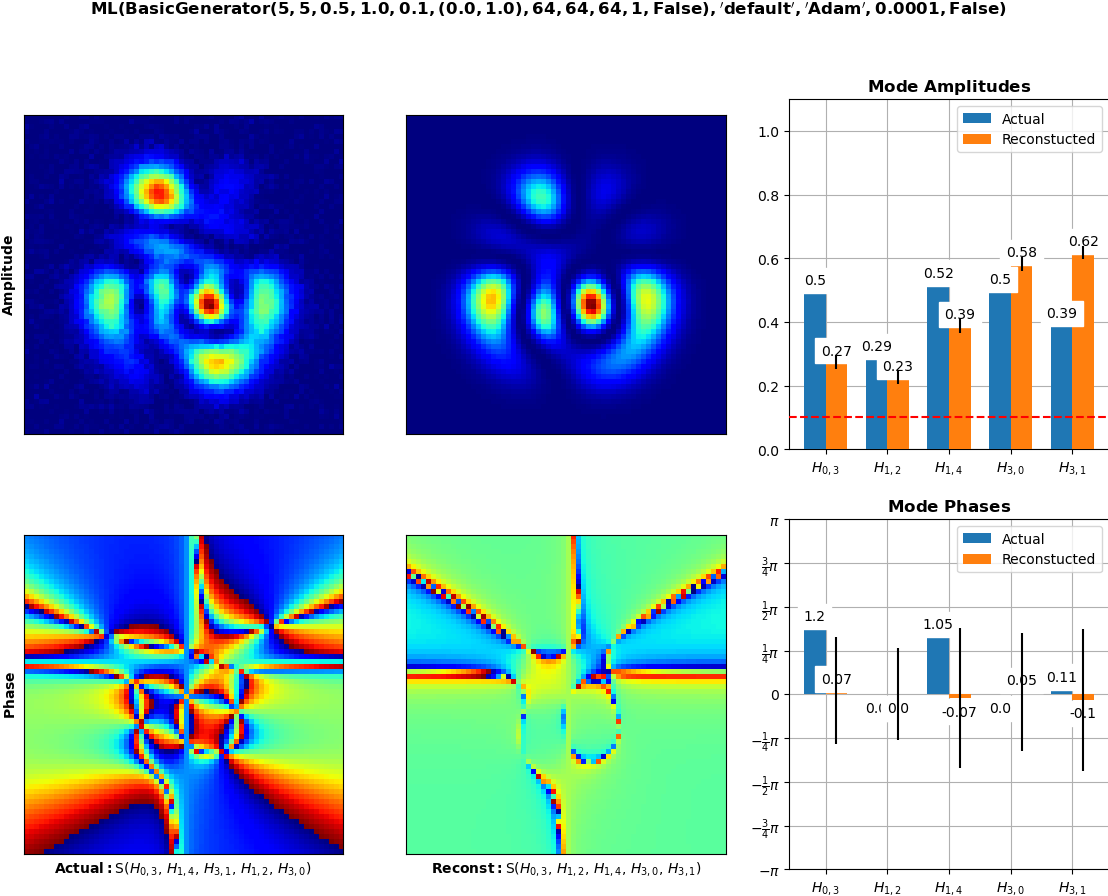 ML(BasicGenerator(5, 5, 0.5, 1.0, 0.1, (0.0, 1.0), 64, 64, 64, 1, False), 'default', 'Adam', 0.0001, False)
Amplitude
Mode Amplitudes
Actual
Reconstucted
1.0
0.8
0.6
0.4
0.2
0.0
0.5
0.27
0.29
0.23
0.52
0.39
0.5
0.58
0.39
0.62
H0,3
H1,2
H1,4
H3,0
H3,1
Phase
Actual: S(H0,3, H1,4, H3,1, H1,2, H3,0)
Reconst: S(H0,3, H1,2, H1,4, H3,0, H3,1)
Mode Phases
Actual
Reconstucted
π
3/4π
1/2π
1/4π
0
−1/4π
−1/2π
−3/4π
−π
1.2
0.07
0.0
1.05
-0.07
0.0
0.05
0.11
-0.1
H0,3
H1,2
H1,4
H3,0
H3,1